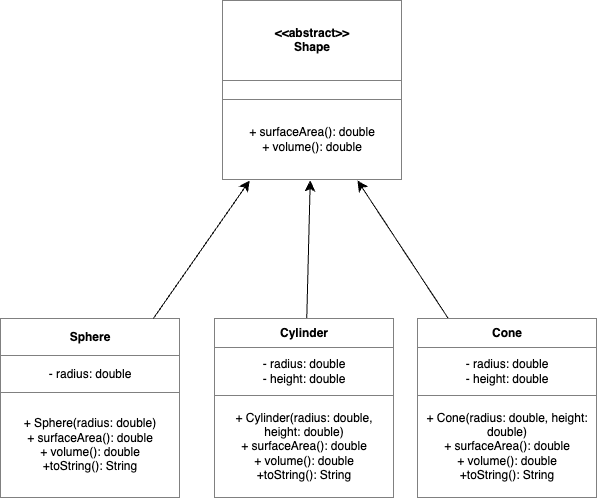 <<abstract>>
Shape
+ surfaceArea(): double
+ volume(): double
Sphere
- radius: double
+ Sphere(radius: double)
+ surfaceArea(): double
+ volume(): double
+toString(): String
Cylinder
- radius: double
- height: double
+ Cylinder(radius: double,
height: double)
+ surfaceArea(): double
+ volume(): double
+toString(): String
Cone
- radius: double
- height: double
+ Cone(radius: double, height:
double)
+ surfaceArea(): double
+ volume(): double
+toString(): String